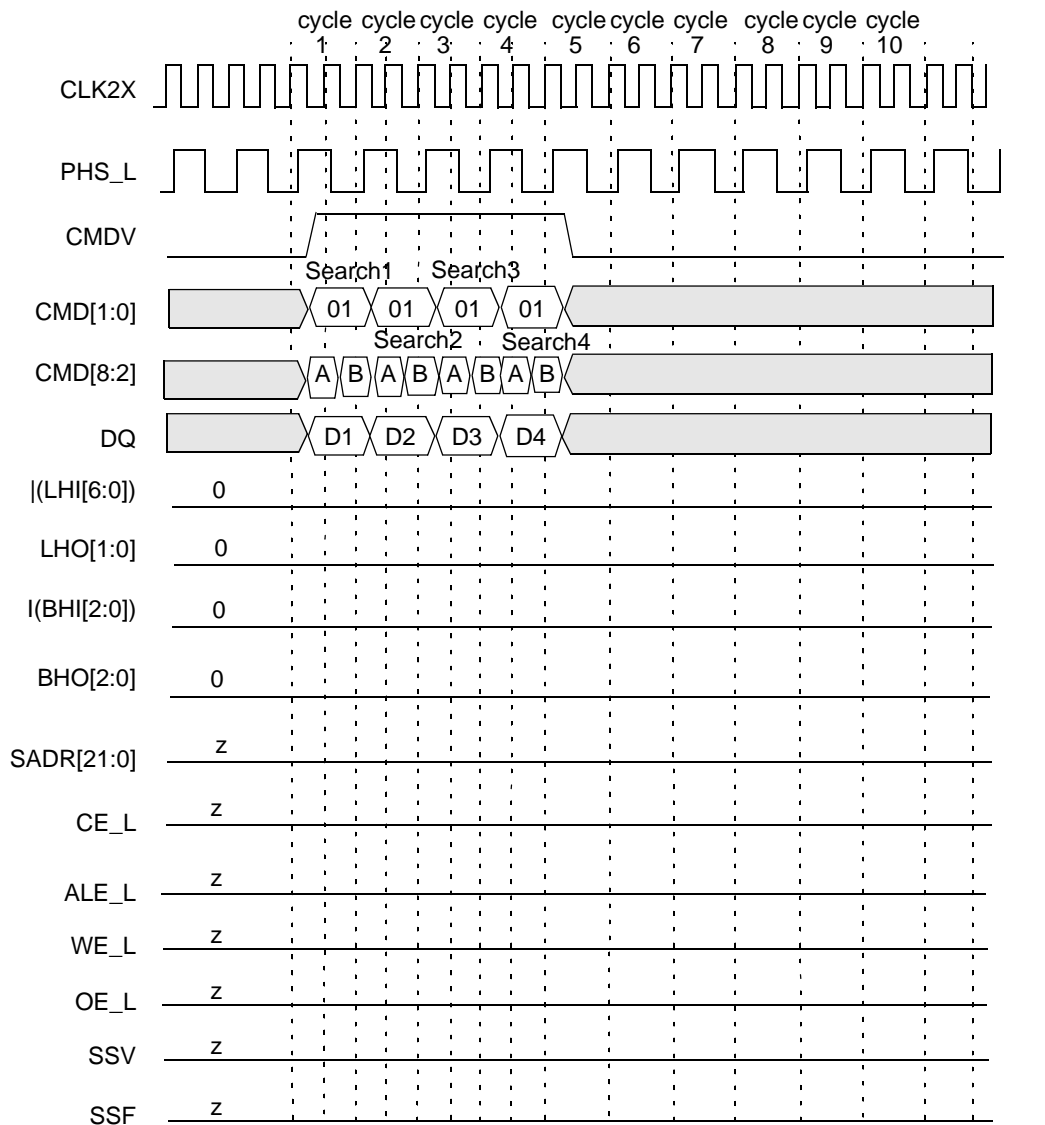 cycle cycle cycle cycle cycle cycle cycle cycle cycle cycle
1 2 3 4 5 6 7 8 9 10
CLK2X
PHS_L
CMDV
Search1 Search3
CMD[1:0] 01 01 01 01
Search2 Search4
CMD[8:2] A B A B A B A B
DQ D1 D2 D3 D4
|(LHI[6:0]) 0
LHO[1:0] 0
I(BHI[2:0]) 0
BHO[2:0] 0
SADR[21:0] z
CE_L z
ALE_L z
WE_L z
OE_L z
SSV z
SSF z